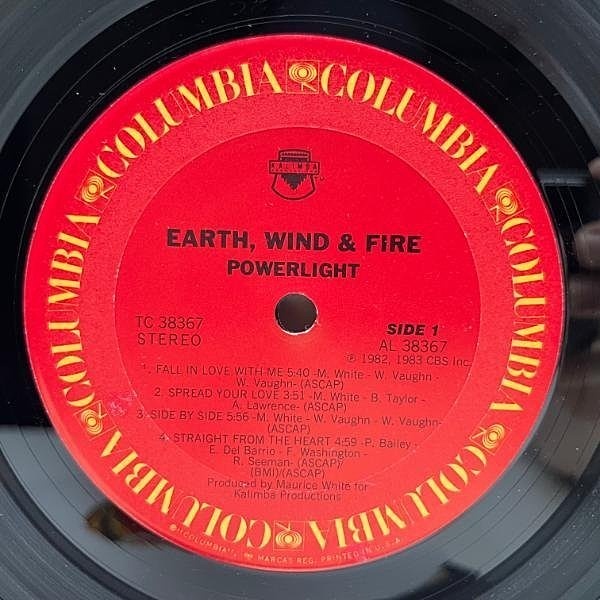 COLUMBIA COLUMBIA COLUMBIA COLUMBIA COLUMBIA COLUMBIA
KALIMBA
EARTH, WIND & FIRE
POWERLIGHT
TC 38367
STEREO
SIDE 1
AL 38367
℗ 1982, 1983 CBS Inc.
1. FALL IN LOVE WITH ME 5:40 -M. White - W. Vaughn -
W. Vaughn- (ASCAP)
2. SPREAD YOUR LOVE 3:51 -M. White - B. Taylor -
A. Lawrence- (ASCAP)
3. SIDE BY SIDE 5:56 -M. White - W. Vaughn - W. Vaughn-
(ASCAP)
4. STRAIGHT FROM THE HEART 4:59 -P. Bailey -
E. Del Barrio - F. Washington -
R. Seeman- (ASCAP)/
(BMI)/(ASCAP)
Produced by Maurice White for
Kalimba Productions
"COLUMBIA", MARCAS REG. PRINTED IN U.S.A.